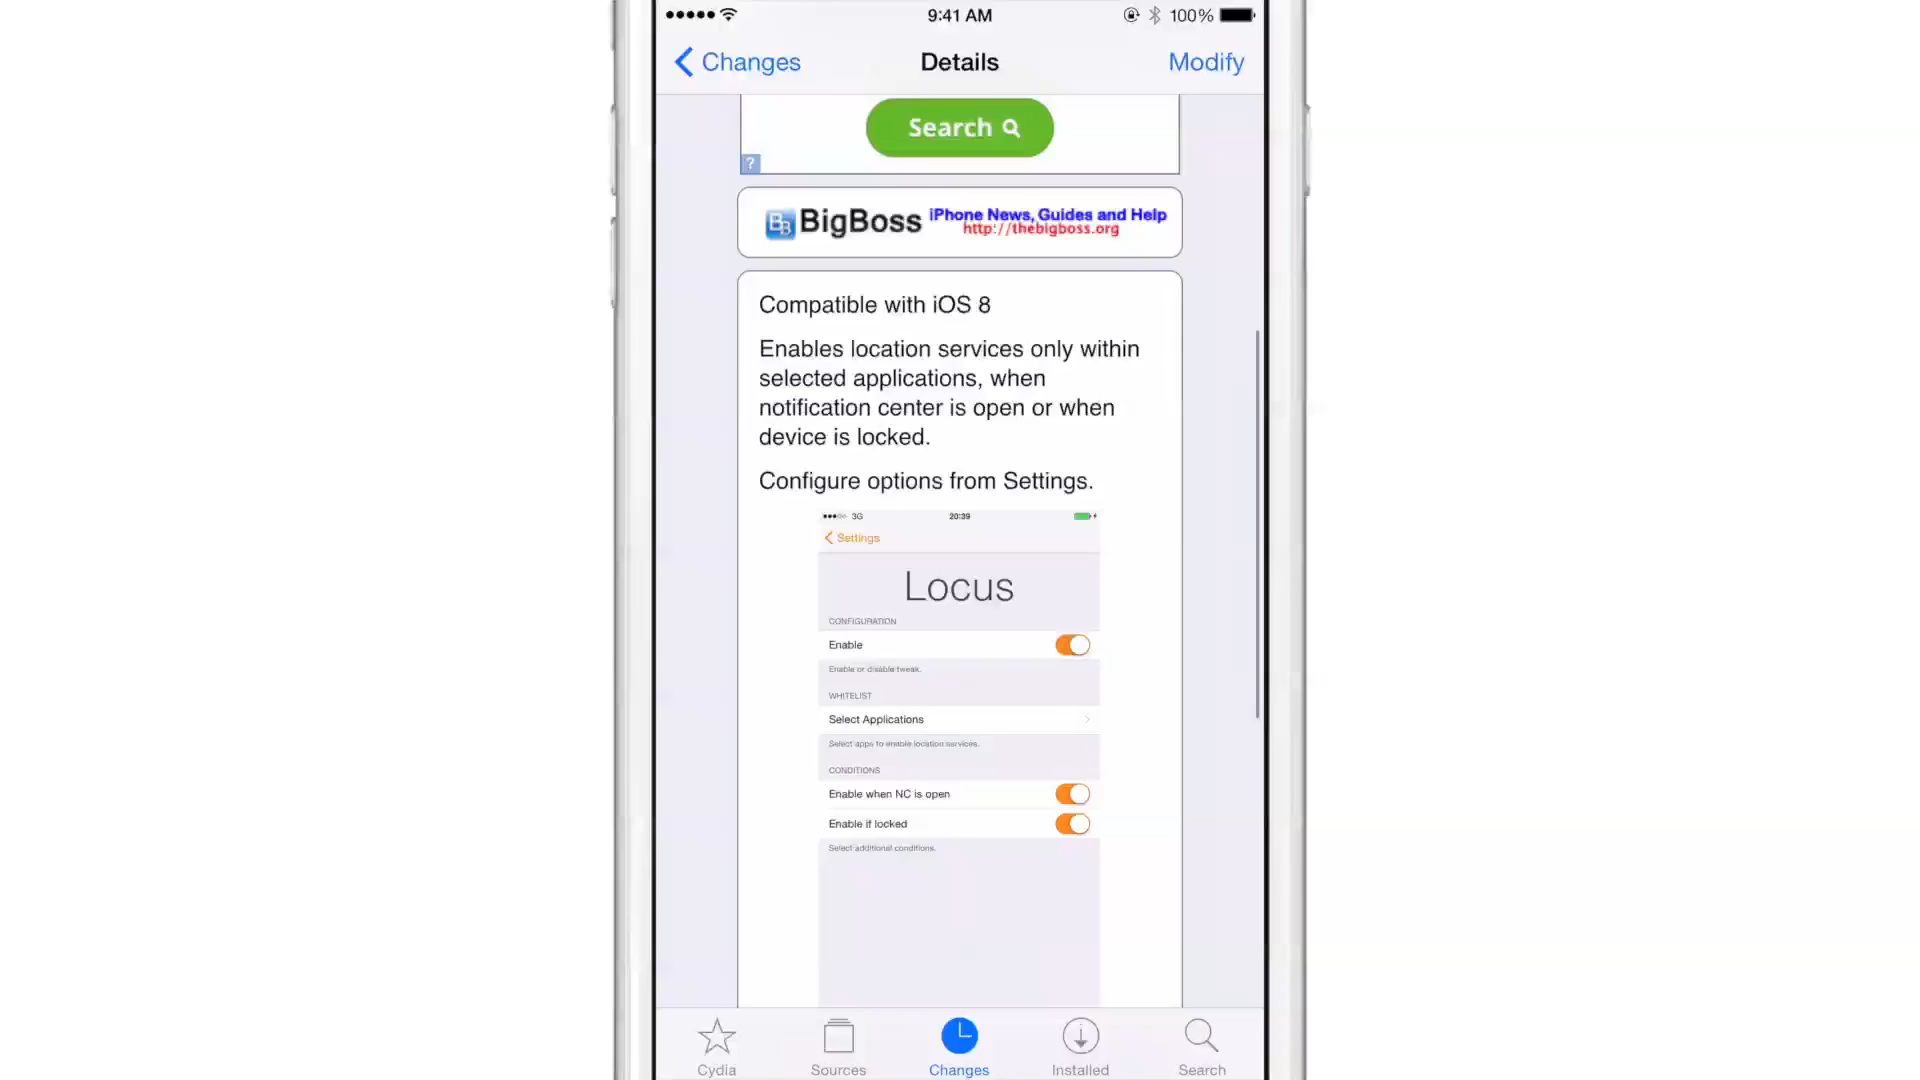 9:41 AM
100%
Changes
Details
Modify
Search
?
BB BigBoss
iPhone News, Guides and Help
http://thebigboss.org
Compatible with iOS 8
Enables location services only within
selected applications, when
notification center is open or when
device is locked.
Configure options from Settings.
3G
20:39
Settings
Locus
CONFIGURATION
Enable
Enable or disable tweak.
WHITELIST
Select Applications
Select apps to enable location services.
CONDITIONS
Enable when NC is open
Enable if locked
Select additional conditions.
Cydia
Sources
Changes
Installed
Search